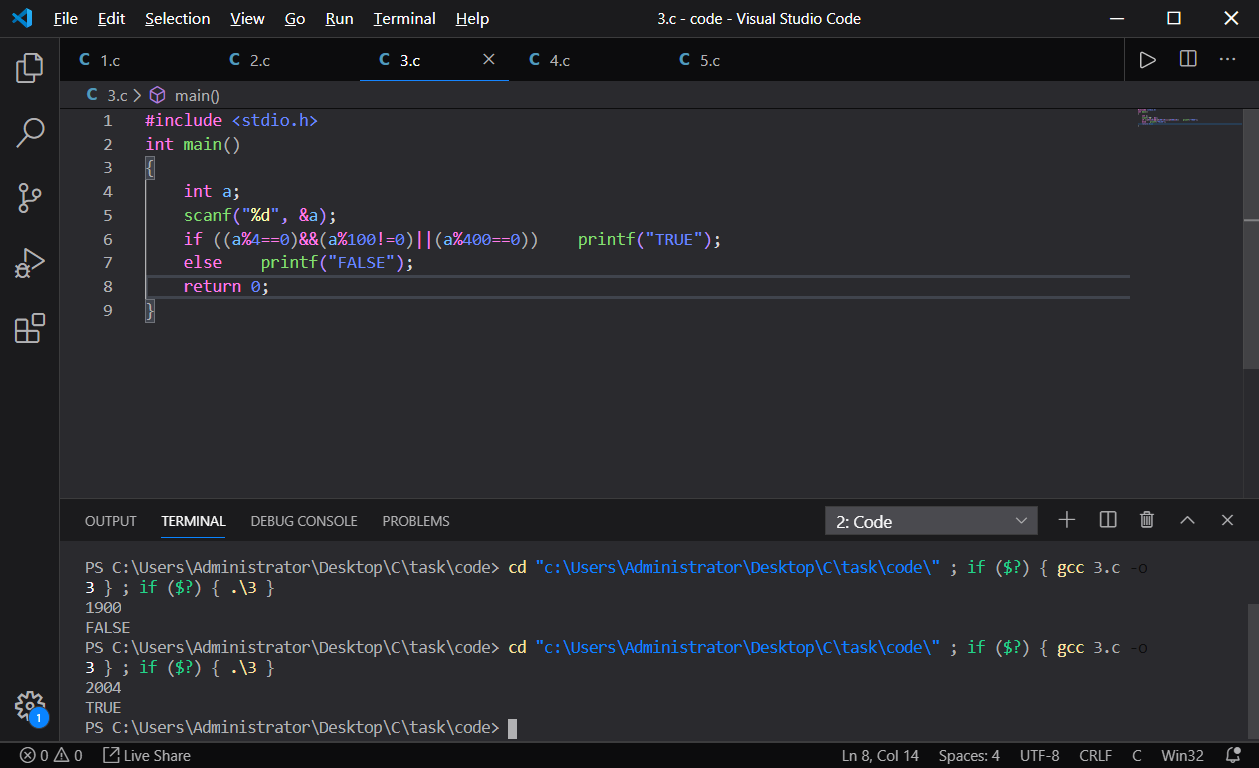 File Edit Selection View Go Run Terminal Help 3.c - code - Visual Studio Code
C 1.c C 2.c C 3.c C 4.c C 5.c
C 3.c > main()
1 #include <stdio.h>
2 int main()
3 {
4 int a;
5 scanf("%d", &a);
6 if ((a%4==0)&&(a%100!=0)||(a%400==0)) printf("TRUE");
7 else printf("FALSE");
8 return 0;
9 }
OUTPUT TERMINAL DEBUG CONSOLE PROBLEMS 2: Code
PS C:\Users\Administrator\Desktop\C\task\code> cd "c:\Users\Administrator\Desktop\C\task\code\" ; if ($?) { gcc 3.c -o
3 } ; if ($?) { .\3 }
1900
FALSE
PS C:\Users\Administrator\Desktop\C\task\code> cd "c:\Users\Administrator\Desktop\C\task\code\" ; if ($?) { gcc 3.c -o
3 } ; if ($?) { .\3 }
2004
TRUE
PS C:\Users\Administrator\Desktop\C\task\code>
1
0 0 Live Share Ln 8, Col 14 Spaces: 4 UTF-8 CRLF C Win32